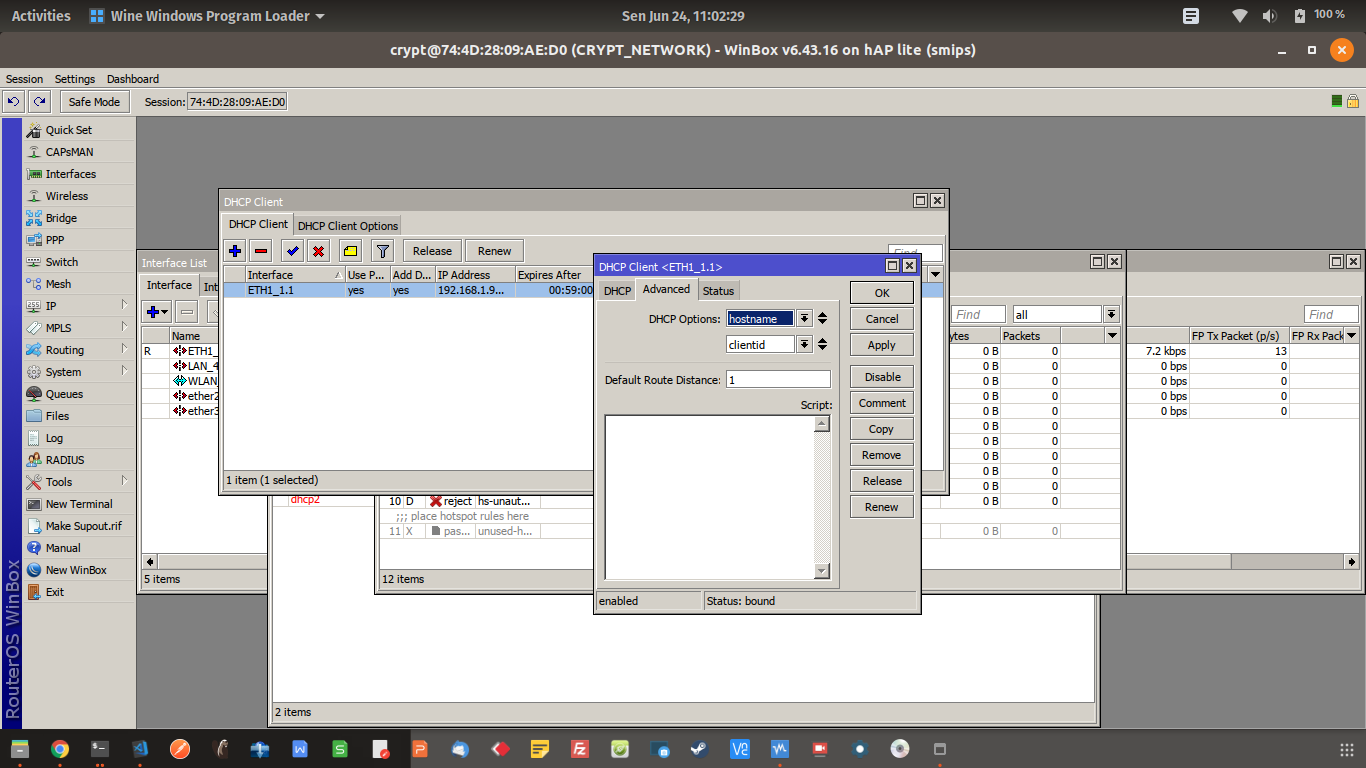 Activities Wine Windows Program Loader Sen Jun 24, 11:02:29 100 %
crypt@74:4D:28:09:AE:D0 (CRYPT_NETWORK) - WinBox v6.43.16 on hAP lite (smips)
Session Settings Dashboard
Safe Mode Session: 74:4D:28:09:AE:D0
RouterOS WinBox
Quick Set
CAPsMAN
Interfaces
Wireless
Bridge
PPP
Switch
Mesh
IP
MPLS
Routing
System
Queues
Files
Log
RADIUS
Tools
New Terminal
Make Supout.rif
Manual
New WinBox
Exit
Interface List
Interface
Name
R ETH1_
LAN_4
WLAN_
ether2
ether3
5 items
DHCP Client
DHCP Client DHCP Client Options
Release Renew Find
Interface Use P... Add D... IP Address Expires After
ETH1_1.1 yes yes 192.168.1.9... 00:59:00
1 item (1 selected)
dhcp2
2 items
10 D reject hs-unaut...
;;; place hotspot rules here
11 X pas... unused-h... 0 B 0
12 items
DHCP Client <ETH1_1.1>
DHCP Advanced Status
DHCP Options: hostname
clientid
Default Route Distance: 1
Script:
OK
Cancel
Apply
Disable
Comment
Copy
Remove
Release
Renew
enabled Status: bound
Find all
ytes Packets
0 B 0
0 B 0
0 B 0
0 B 0
0 B 0
0 B 0
0 B 0
0 B 0
0 B 0
0 B 0
0 B 0
Find
FP Tx Packet (p/s) FP Rx Pack
7.2 kbps 13
0 bps 0
0 bps 0
0 bps 0
0 bps 0